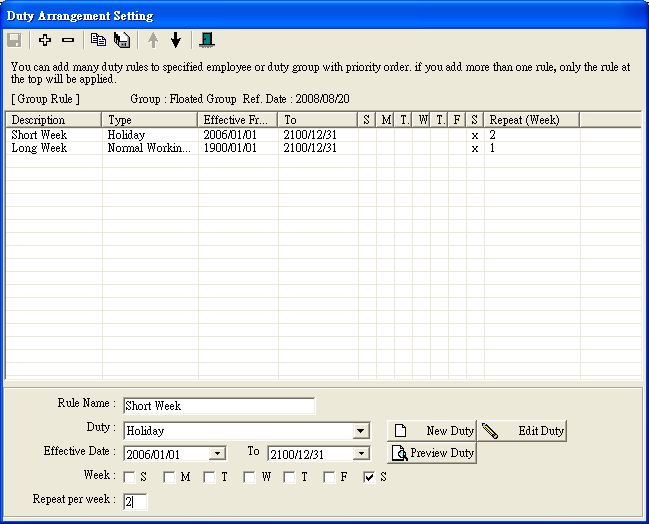 Duty Arrangement Setting
You can add many duty rules to specified employee or duty group with priority order. if you add more than one rule, only the rule at
the top will be applied.
[ Group Rule ] Group : Floated Group Ref. Date : 2008/08/20
Description Type Effective Fr... To S M T. W T. F S Repeat (Week)
Short Week Holiday 2006/01/01 2100/12/31 x 2
Long Week Normal Workin... 1900/01/01 2100/12/31 x 1
Rule Name : Short Week
Duty : Holiday New Duty Edit Duty
Effective Date : 2006/01/01 To 2100/12/31 Preview Duty
Week : S M T W T F S
Repeat per week : 2